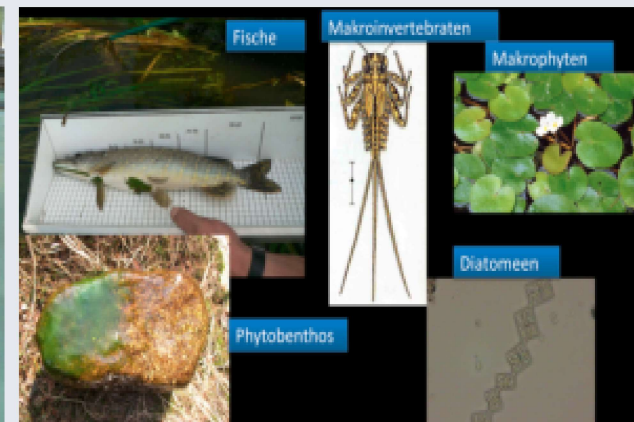 Fische
Makroinvertebraten
Makrophyten
Diatomeen
Phytobenthos